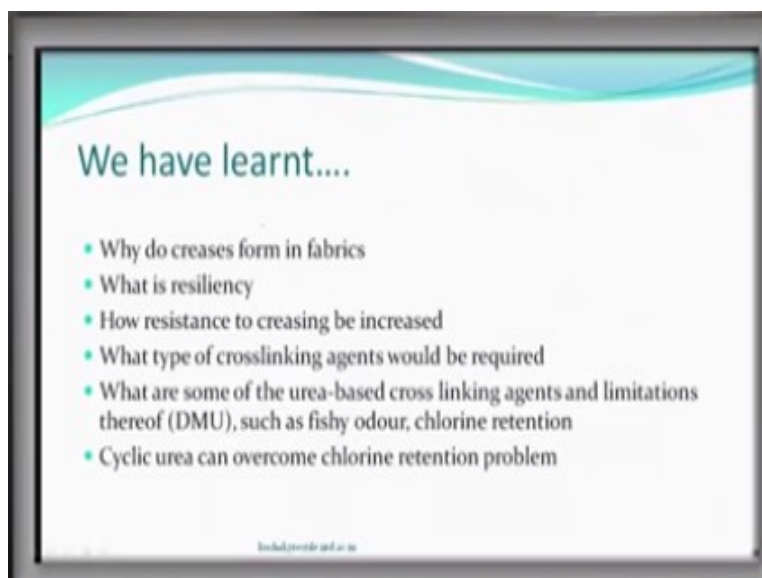 We have learnt....
• Why do creases form in fabrics
• What is resiliency
• How resistance to creasing be increased
• What type of crosslinking agents would be required
• What are some of the urea-based cross linking agents and limitations
thereof (DMU), such as fishy odour, chlorine retention
• Cyclic urea can overcome chlorine retention problem